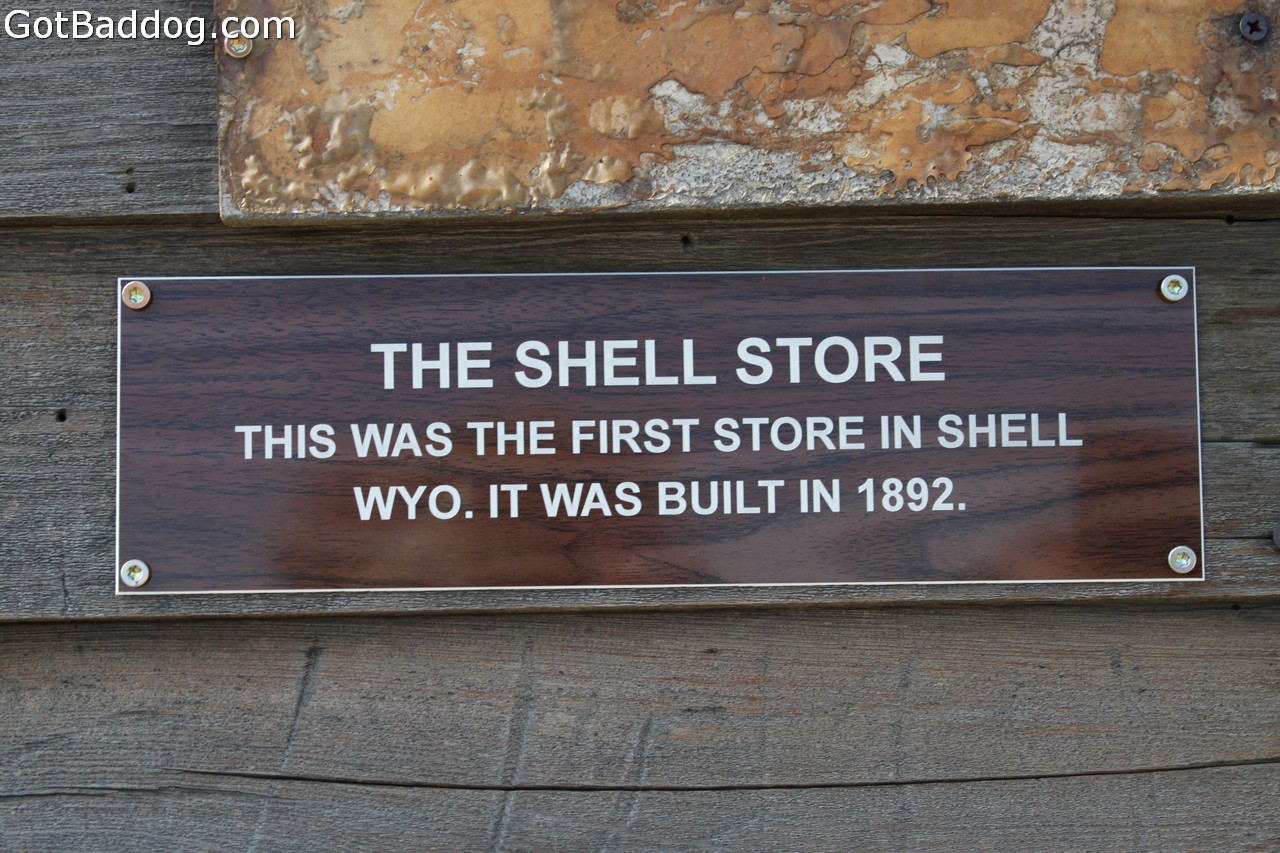 GotBaddog.com
THE SHELL STORE
THIS WAS THE FIRST STORE IN SHELL
WYO. IT WAS BUILT IN 1892.